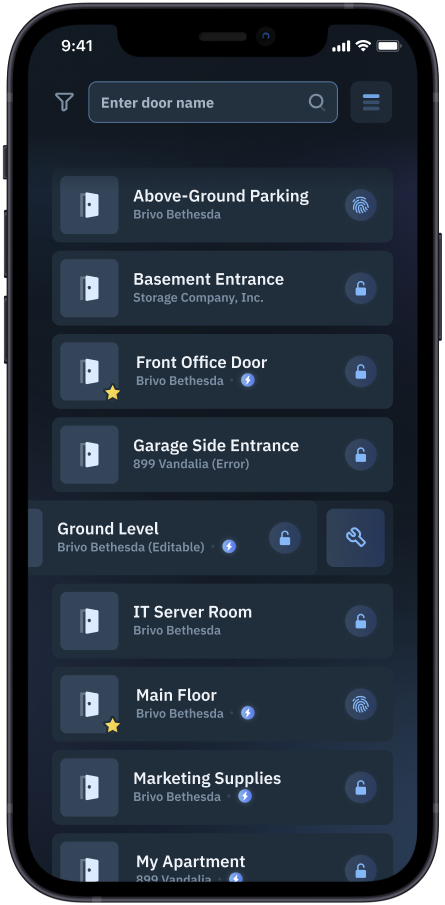 9:41
Enter door name
Above-Ground Parking
Brivo Bethesda
Basement Entrance
Storage Company, Inc.
Front Office Door
Brivo Bethesda ·
Garage Side Entrance
899 Vandalia (Error)
Ground Level
Brivo Bethesda (Editable) ·
IT Server Room
Brivo Bethesda
Main Floor
Brivo Bethesda ·
Marketing Supplies
Brivo Bethesda ·
My Apartment
899 Vandalia ·